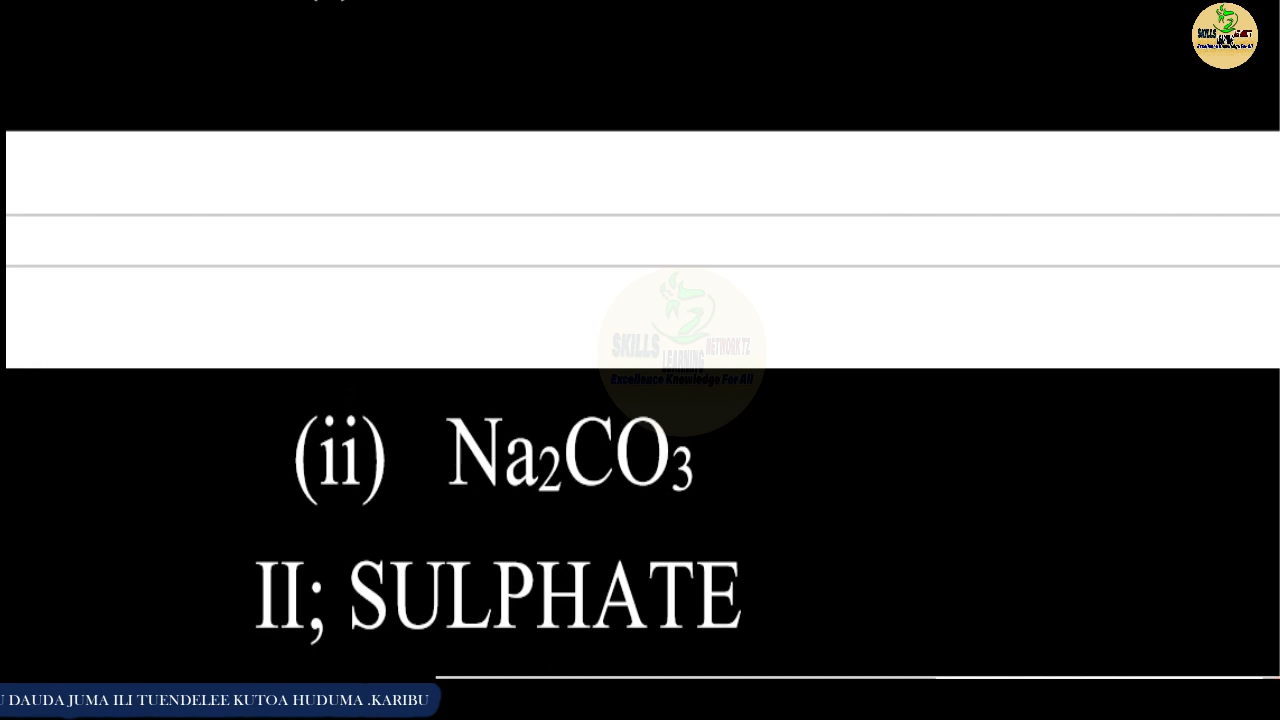 SKILLS
NETWORK TZ
LEARNING
Excellence Knowledge For All
(ii) Na₂CO₃
II; SULPHATE
U DAUDA JUMA ILI TUENDELEE KUTOA HUDUMA .KARIBU